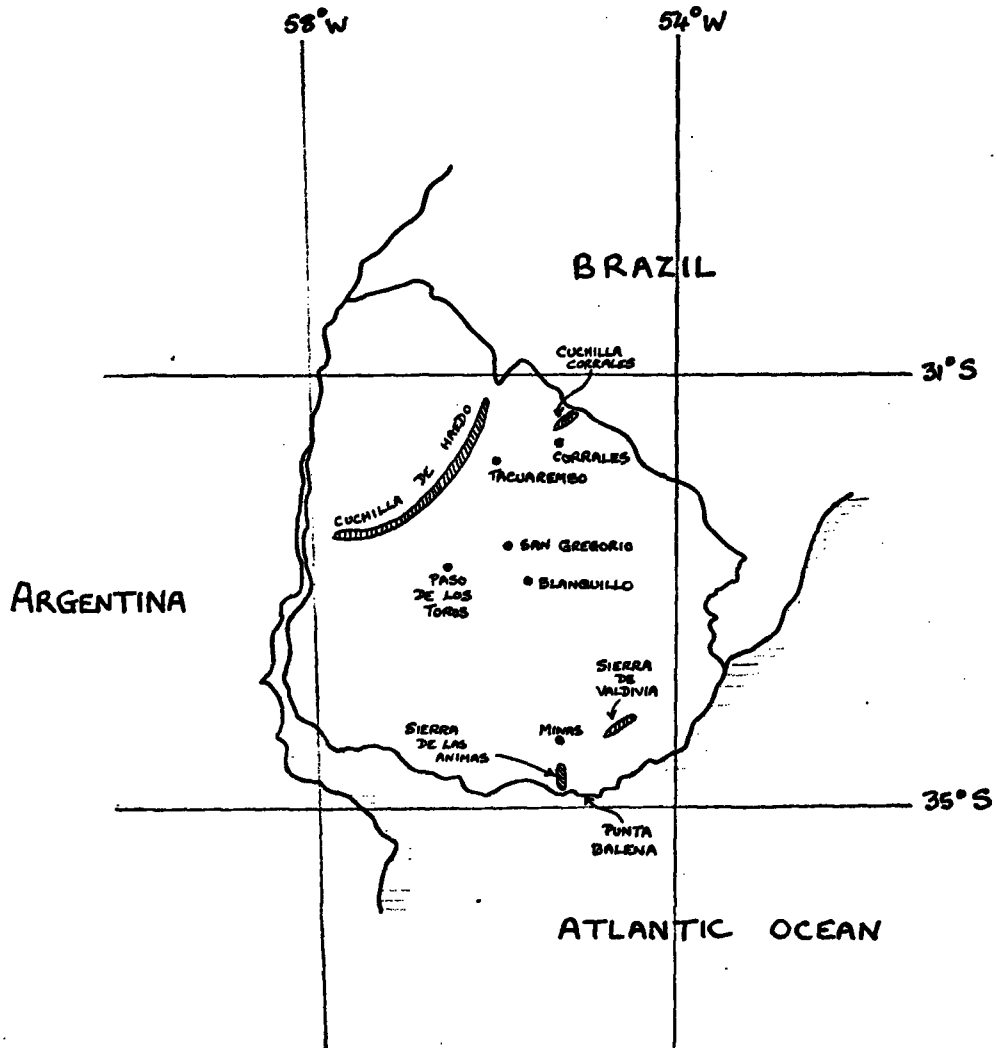 58°W
54°W
BRAZIL
CUCHILLA
CORRALES
31°S
CUCHILLA DE HAEDO
CORRALES
TACUAREMBO
SAN GREGORIO
PASO
DE LOS
TOROS
BLANQUILLO
ARGENTINA
SIERRA
DE
VALDIVIA
MINAS
SIERRA
DE LAS
ANIMAS
35°S
PUNTA
BALENA
ATLANTIC OCEAN